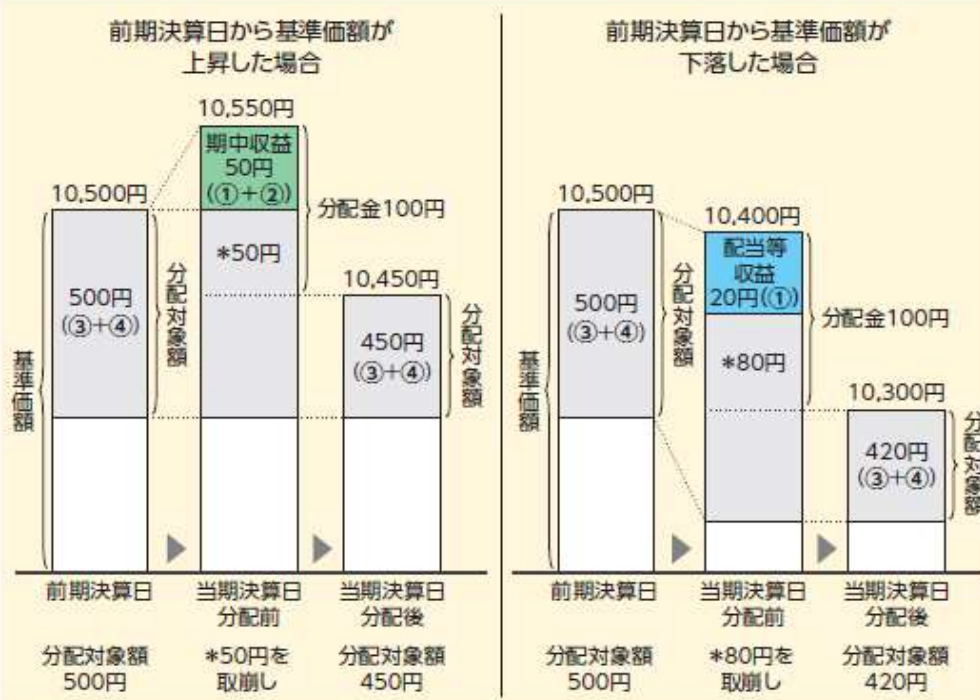 前期決算日から基準価額が
上昇した場合
10,550円
期中収益
50円
(①+②)
10,500円
分配金100円
*50円
10,450円
500円
(③+④)
分配対象額
450円
(③+④)
分配対象額
基準価額
前期決算日
当期決算日
分配前
当期決算日
分配後
分配対象額
500円
*50円を
取崩し
分配対象額
450円
前期決算日から基準価額が
下落した場合
10,500円
10,400円
配当等
収益
20円(①)
500円
(③+④)
分配対象額
分配金100円
*80円
10,300円
420円
(③+④)
分配対象額
前期決算日
当期決算日
分配前
当期決算日
分配後
分配対象額
500円
*80円を
取崩し
分配対象額
420円